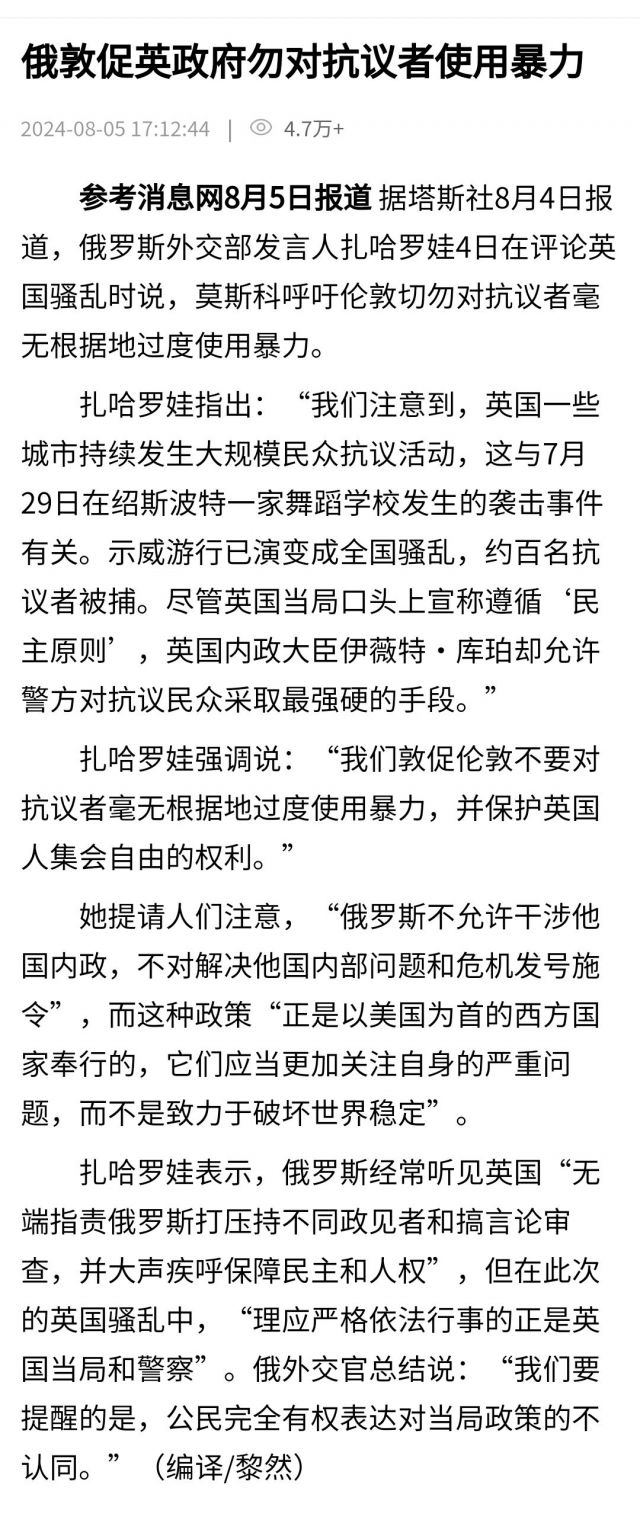 俄敦促英政府勿对抗议者使用暴力
2024-08-05 17:12:44 | 4.7万+
参考消息网8月5日报道 据塔斯社8月4日报
道，俄罗斯外交部发言人扎哈罗娃4日在评论英
国骚乱时说，莫斯科呼吁伦敦切勿对抗议者毫
无根据地过度使用暴力。
扎哈罗娃指出：“我们注意到，英国一些
城市持续发生大规模民众抗议活动，这与7月
29日在绍斯波特一家舞蹈学校发生的袭击事件
有关。示威游行已演变成全国骚乱，约百名抗
议者被捕。尽管英国当局口头上宣称遵循‘民
主原则’，英国内政大臣伊薇特·库珀却允许
警方对抗议民众采取最强硬的手段。”
扎哈罗娃强调说：“我们敦促伦敦不要对
抗议者毫无根据地过度使用暴力，并保护英国
人集会自由的权利。”
她提请人们注意，“俄罗斯不允许干涉他
国内政，不对解决他国内部问题和危机发号施
令”，而这种政策“正是以美国为首的西方国
家奉行的，它们应当更加关注自身的严重问
题，而不是致力于破坏世界稳定”。
扎哈罗娃表示，俄罗斯经常听见英国“无
端指责俄罗斯打压持不同政见者和搞言论审
查，并大声疾呼保障民主和人权”，但在此次
的英国骚乱中，“理应严格依法行事的正是英
国当局和警察”。俄外交官总结说：“我们要
提醒的是，公民完全有权表达对当局政策的不
认同。”（编译/黎然）